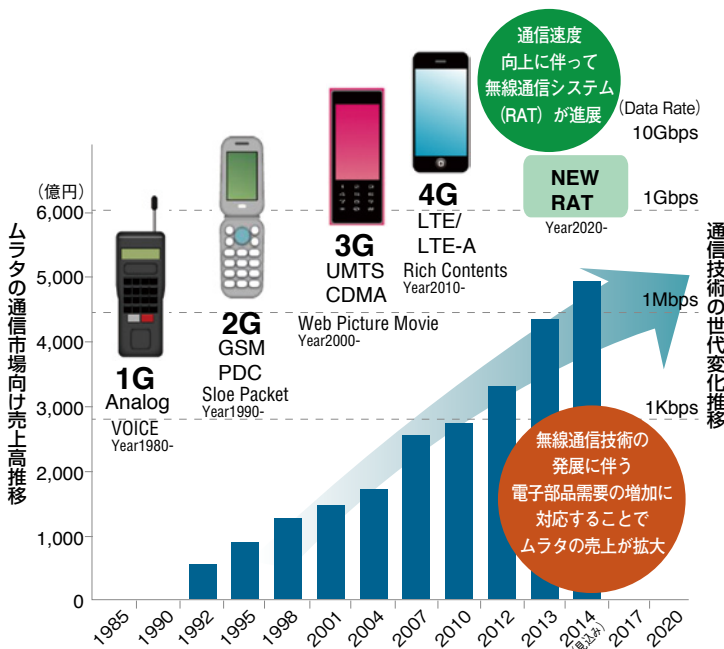 通信速度
向上に伴って
無線通信システム
（RAT）が進展
(Data Rate)
10Gbps
1Gbps
1Mbps
1Kbps
通信技術の世代変化推移
ムラタの通信市場向け売上高推移
（億円）
6,000
5,000
4,000
3,000
2,000
1,000
0
1G
Analog
VOICE
Year1980-
2G
GSM
PDC
Sloe Packet
Year1990-
3G
UMTS
CDMA
Web Picture Movie
Year2000-
4G
LTE/
LTE-A
Rich Contents
Year2010-
NEW
RAT
Year2020-
無線通信技術の
発展に伴う
電子部品需要の増加に
対応することで
ムラタの売上が拡大
1985
1990
1992
1995
1998
2001
2004
2007
2010
2012
2013
2014
（見込み）
2017
2020